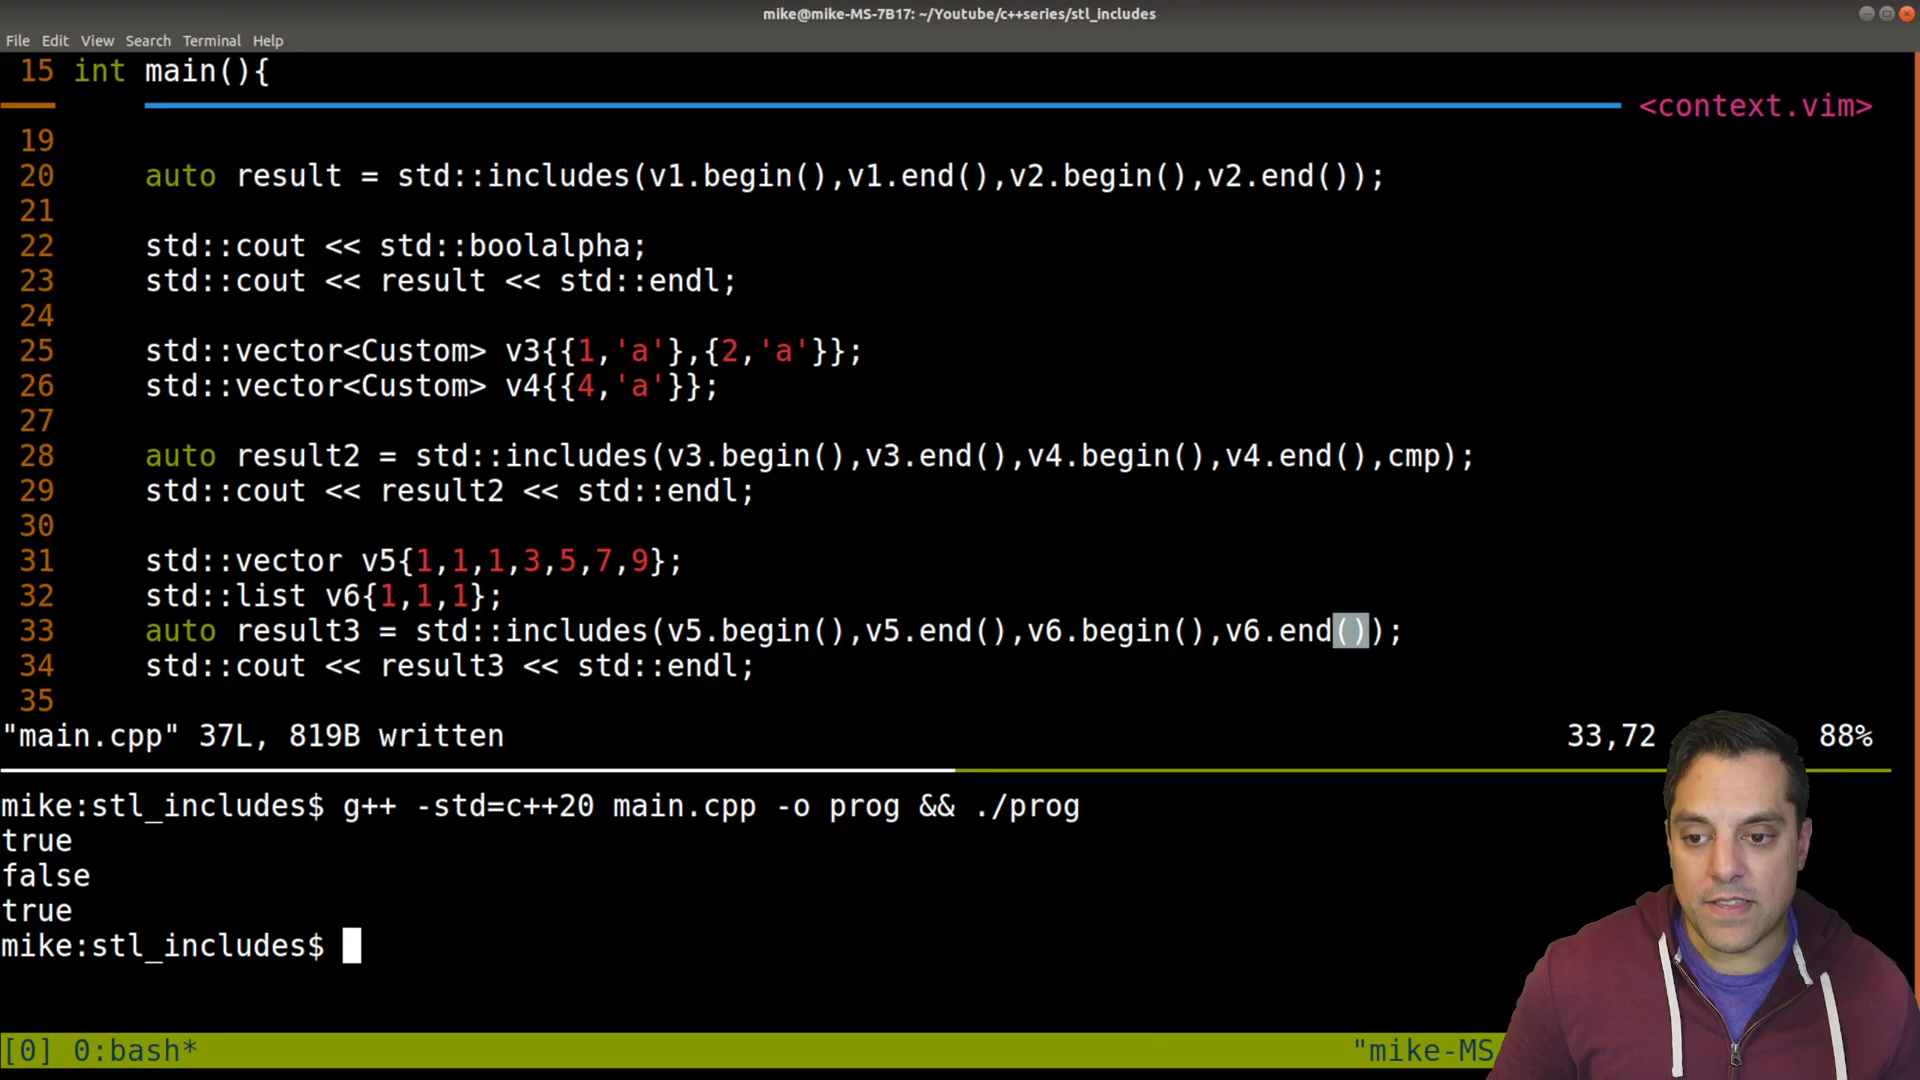 mike@mike-MS-7B17: ~/Youtube/c++series/stl_includes
File Edit View Search Terminal Help
15 int main(){
<context.vim>
19
20     auto result = std::includes(v1.begin(),v1.end(),v2.begin(),v2.end());
21
22     std::cout << std::boolalpha;
23     std::cout << result << std::endl;
24
25     std::vector<Custom> v3{{1,'a'},{2,'a'}};
26     std::vector<Custom> v4{{4,'a'}};
27
28     auto result2 = std::includes(v3.begin(),v3.end(),v4.begin(),v4.end(),cmp);
29     std::cout << result2 << std::endl;
30
31     std::vector v5{1,1,1,3,5,7,9};
32     std::list v6{1,1,1};
33     auto result3 = std::includes(v5.begin(),v5.end(),v6.begin(),v6.end());
34     std::cout << result3 << std::endl;
35
"main.cpp" 37L, 819B written 33,72 88%
mike:stl_includes$ g++ -std=c++20 main.cpp -o prog && ./prog
true
false
true
mike:stl_includes$
[0] 0:bash* "mike-MS